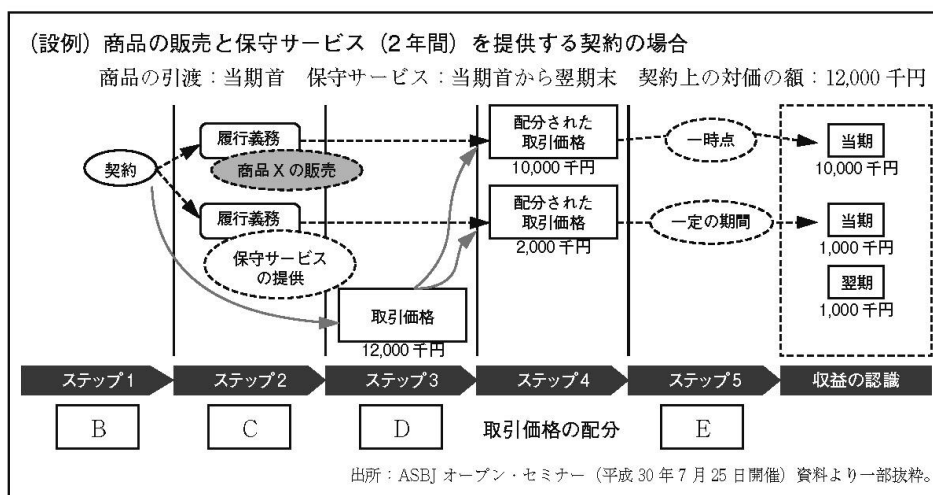 （設例）商品の販売と保守サービス（2年間）を提供する契約の場合
商品の引渡：当期首　保守サービス：当期首から翌期末　契約上の対価の額：12,000千円
契約
履行義務
商品Xの販売
履行義務
保守サービス
の提供
取引価格
12,000千円
配分された
取引価格
10,000千円
配分された
取引価格
2,000千円
一時点
一定の期間
当期
10,000千円
当期
1,000千円
翌期
1,000千円
ステップ1
ステップ2
ステップ3
ステップ4
ステップ5
収益の認識
B
C
D
取引価格の配分
E
出所：ASBJオープン・セミナー（平成30年7月25日開催）資料より一部抜粋。